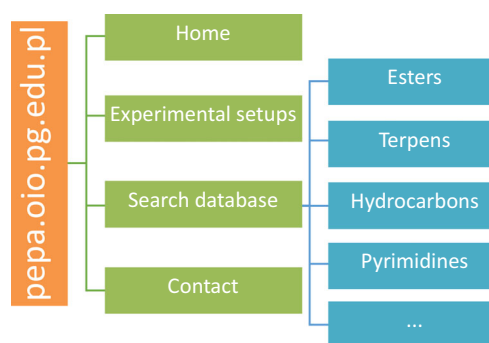 pepa.oio.pg.edu.pl
Home
Experimental setups
Search database
Contact
Esters
Terpens
Hydrocarbons
Pyrimidines
...